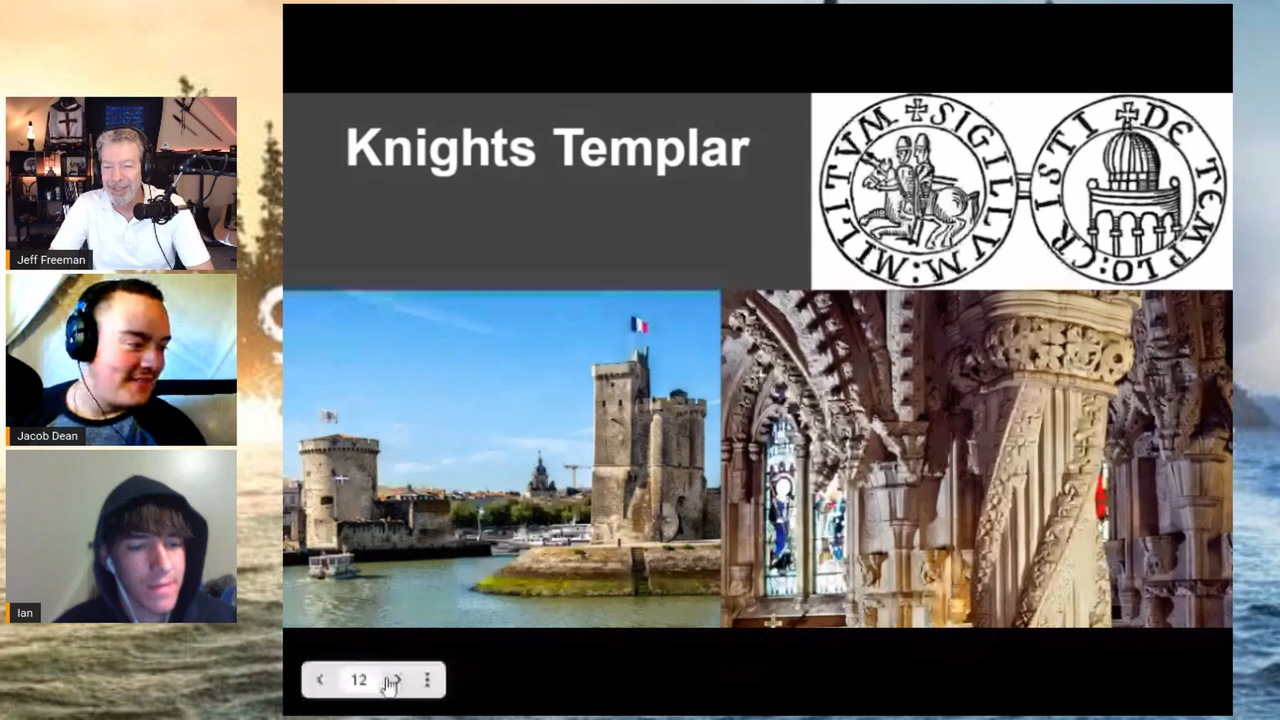 Knights Templar
MILITVM ✠ SIGILLVM:
CRISTI ✠ DE TEMPLO:
Jeff Freeman
Jacob Dean
Ian
12